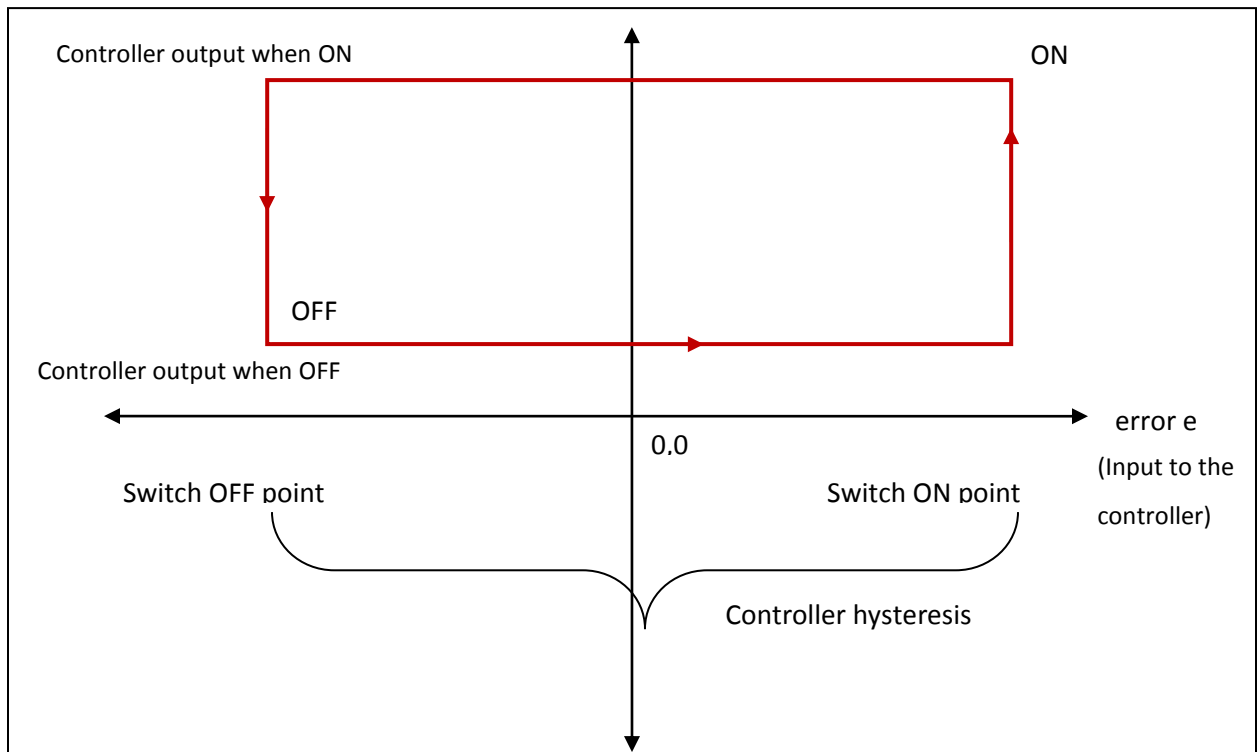 Controller output when ON
ON
OFF
Controller output when OFF
error e
0,0
(Input to the
controller)
Switch OFF point
Switch ON point
Controller hysteresis